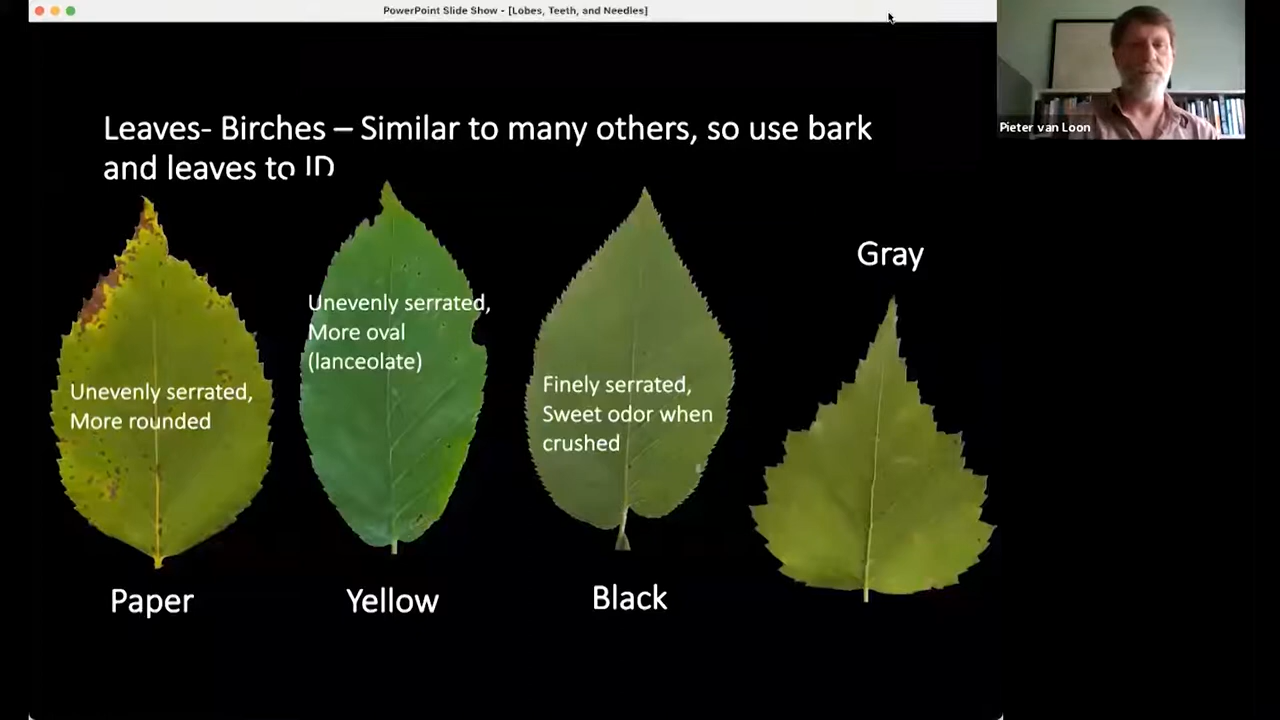 PowerPoint Slide Show - [Lobes, Teeth, and Needles]
Pieter van Loon
Leaves- Birches – Similar to many others, so use bark
and leaves to ID
Gray
Unevenly serrated,
More oval
(lanceolate)
Unevenly serrated,
More rounded
Finely serrated,
Sweet odor when
crushed
Paper
Yellow
Black